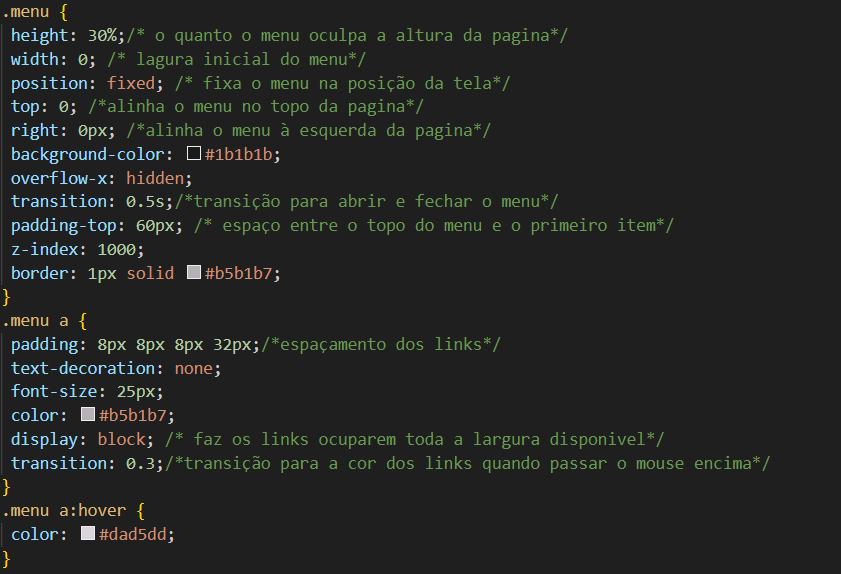 .menu {
height: 30%;/* o quanto o menu oculpa a altura da pagina*/
width: 0; /* lagura inicial do menu*/
position: fixed; /* fixa o menu na posição da tela*/
top: 0; /*alinha o menu no topo da pagina*/
right: 0px; /*alinha o menu à esquerda da pagina*/
background-color: #1b1b1b;
overflow-x: hidden;
transition: 0.5s;/*transição para abrir e fechar o menu*/
padding-top: 60px; /* espaço entre o topo do menu e o primeiro item*/
z-index: 1000;
border: 1px solid #b5b1b7;
}
.menu a {
padding: 8px 8px 8px 32px;/*espaçamento dos links*/
text-decoration: none;
font-size: 25px;
color: #b5b1b7;
display: block; /* faz os links ocuparem toda a largura disponivel*/
transition: 0.3;/*transição para a cor dos links quando passar o mouse encima*/
}
.menu a:hover {
color: #dad5dd;
}